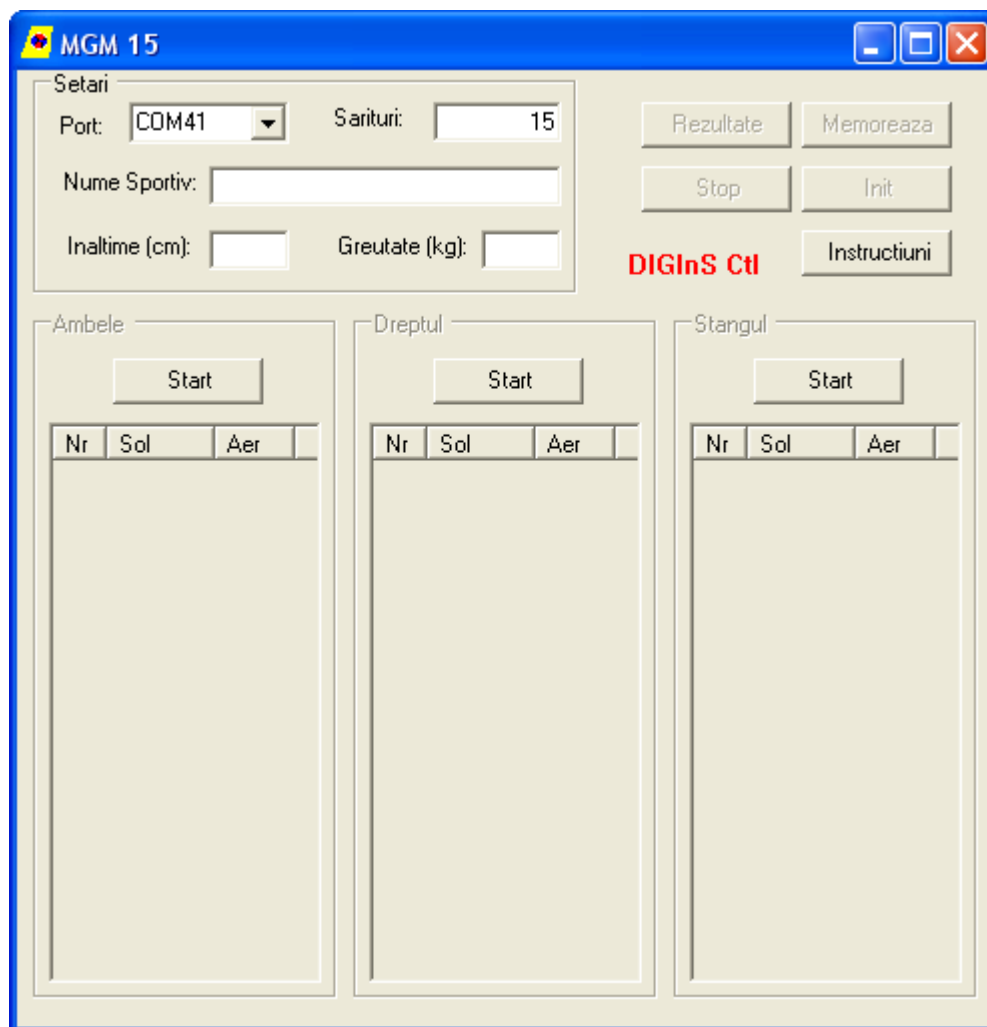 MGM 15
Setari
Port: COM41 Sarituri: 15
Nume Sportiv:
Inaltime (cm): Greutate (kg):
Rezultate Memoreaza
Stop Init
DIGInS Ctl Instructiuni
Ambele Dreptul Stangul
Start Start Start
Nr Sol Aer Nr Sol Aer Nr Sol Aer